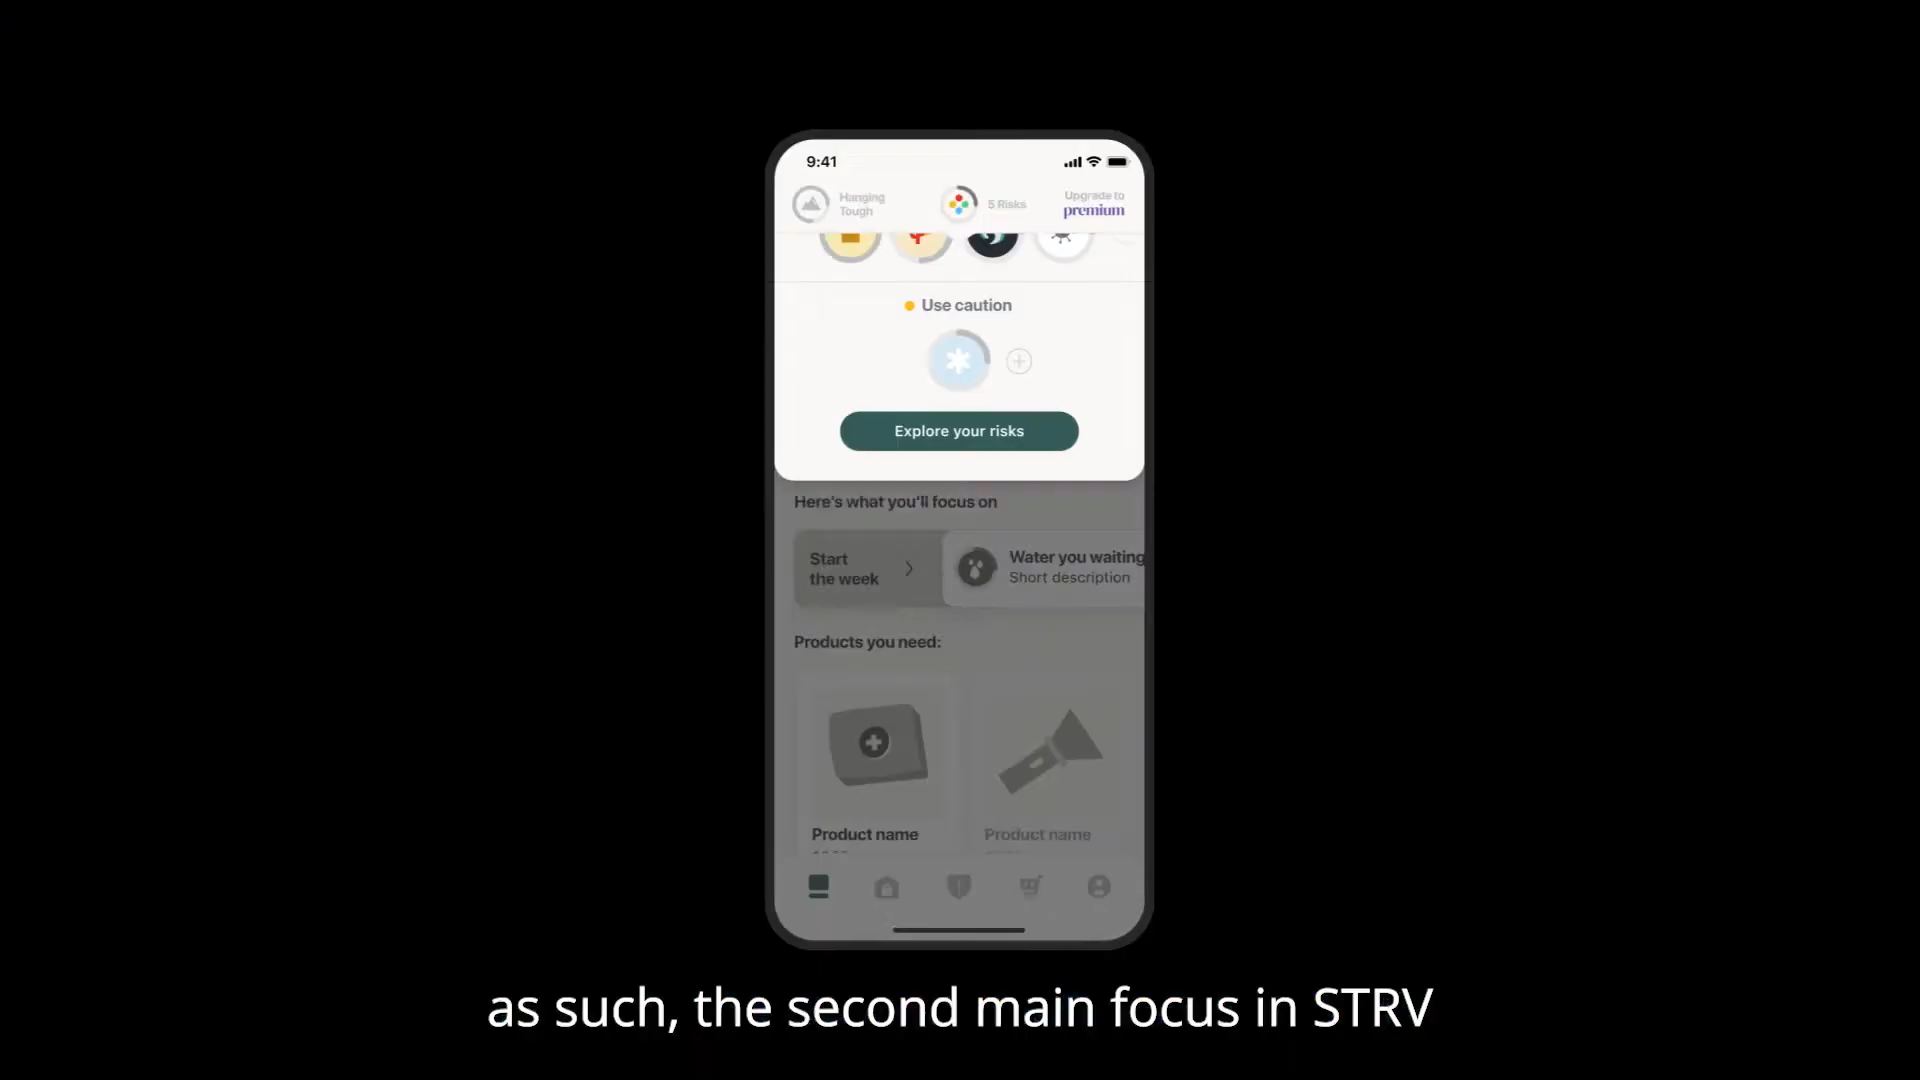 9:41
Hanging
Tough
5 Risks
Upgrade to
premium
Use caution
Explore your risks
Here's what you'll focus on
Start
the week
Water you waiting
Short description
Products you need:
Product name
Product name
as such, the second main focus in STRV